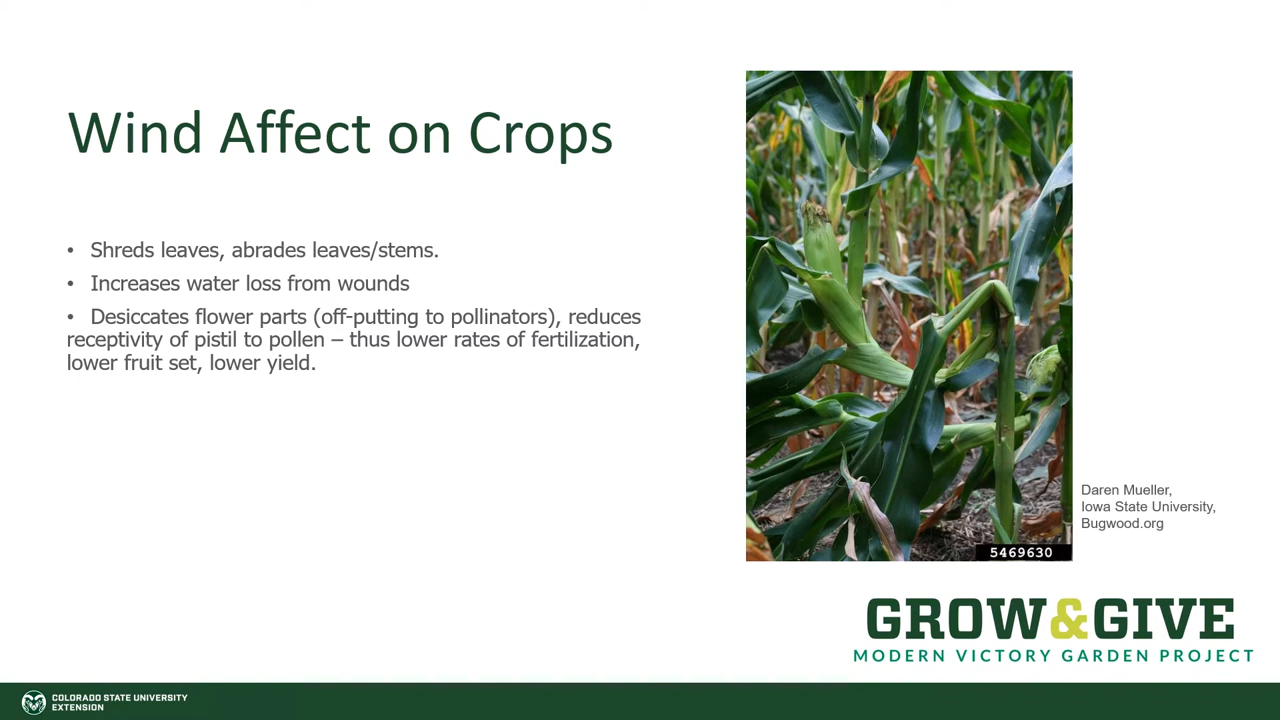 Wind Affect on Crops
• Shreds leaves, abrades leaves/stems.
• Increases water loss from wounds
• Desiccates flower parts (off-putting to pollinators), reduces
receptivity of pistil to pollen – thus lower rates of fertilization,
lower fruit set, lower yield.
Daren Mueller,
Iowa State University,
Bugwood.org
5469630
GROW&GIVE
MODERN VICTORY GARDEN PROJECT
COLORADO STATE UNIVERSITY
EXTENSION